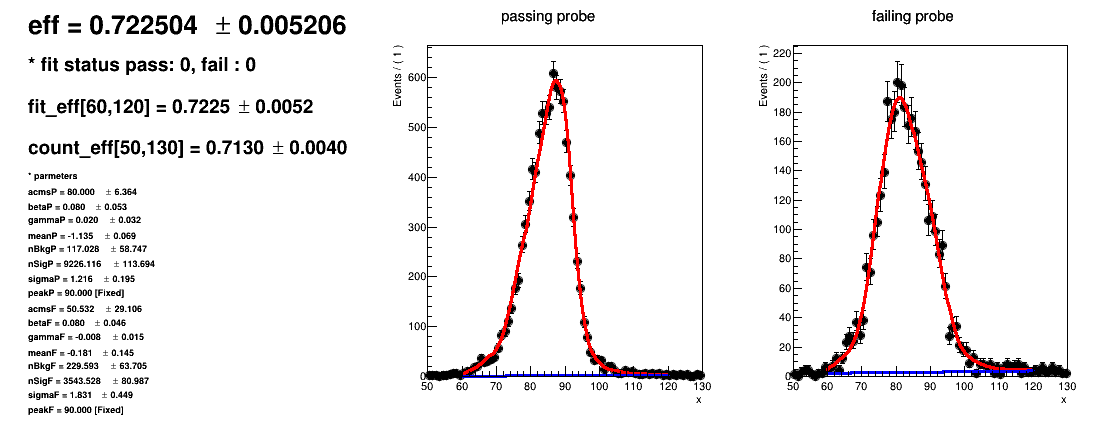 eff = 0.722504 ± 0.005206
* fit status pass: 0, fail : 0
fit_eff[60,120] = 0.7225 ± 0.0052
count_eff[50,130] = 0.7130 ± 0.0040
* parmeters
acmsP = 80.000 ± 6.364
betaP = 0.080 ± 0.053
gammaP = 0.020 ± 0.032
meanP = -1.135 ± 0.069
nBkgP = 117.028 ± 58.747
nSigP = 9226.116 ± 113.694
sigmaP = 1.216 ± 0.195
peakP = 90.000 [Fixed]
acmsF = 50.532 ± 29.106
betaF = 0.080 ± 0.046
gammaF = -0.008 ± 0.015
meanF = -0.181 ± 0.145
nBkgF = 229.593 ± 63.705
nSigF = 3543.528 ± 80.987
sigmaF = 1.831 ± 0.449
peakF = 90.000 [Fixed]
passing probe
Events / ( 1 )
600
500
400
300
200
100
0
50 60 70 80 90 100 110 120 130
x
failing probe
Events / ( 1 )
220
200
180
160
140
120
100
80
60
40
20
0
50 60 70 80 90 100 110 120 130
x